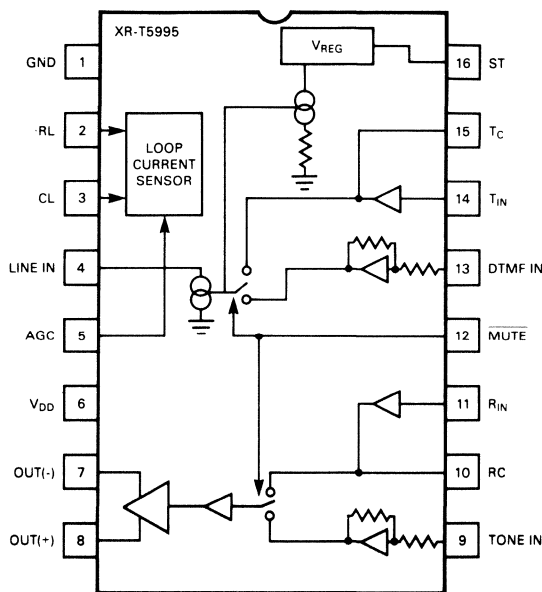 XR-T5995
VREG
GND 1
RL 2
CL 3
LINE IN 4
AGC 5
VDD 6
OUT(-) 7
OUT(+) 8
LOOP
CURRENT
SENSOR
16 ST
15 TC
14 TIN
13 DTMF IN
12 MUTE
11 RIN
10 RC
9 TONE IN